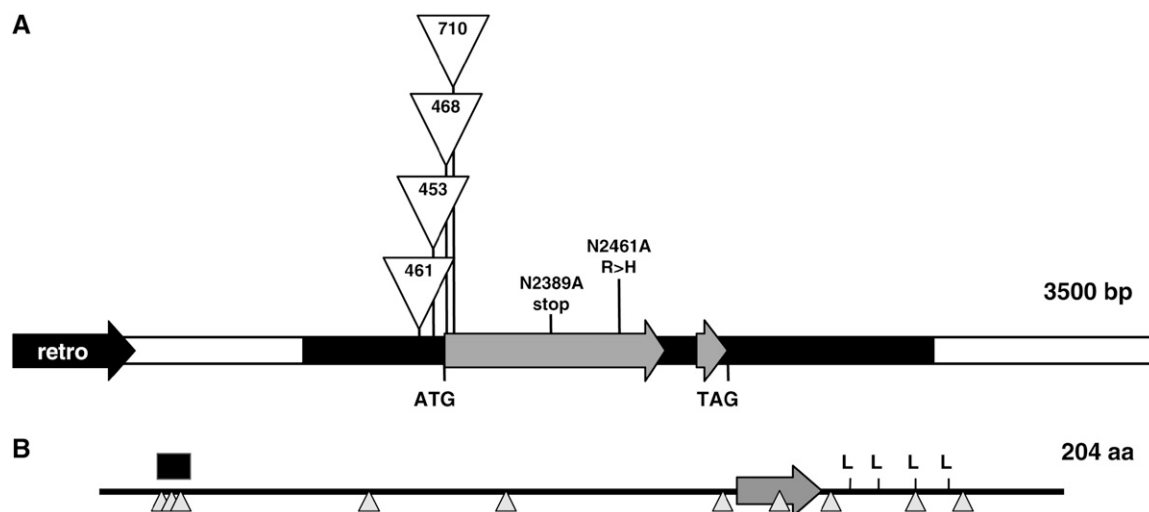 A
710
468
453
461
N2389A
stop
N2461A
R>H
3500 bp
retro
ATG
TAG
B
204 aa
L L L L